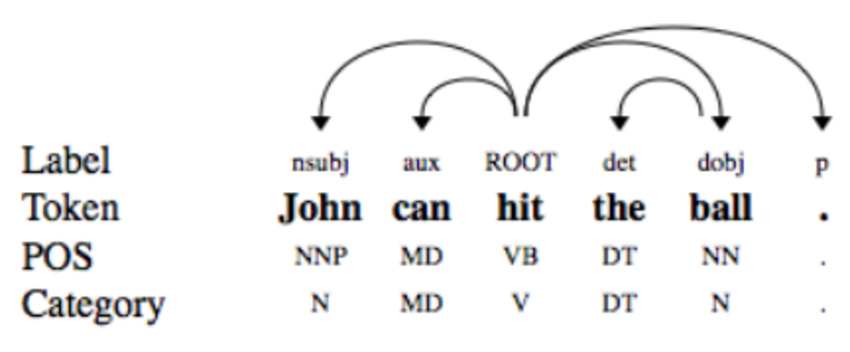 Label nsubj aux ROOT det dobj p
Token John can hit the ball .
POS NNP MD VB DT NN .
Category N MD V DT N .